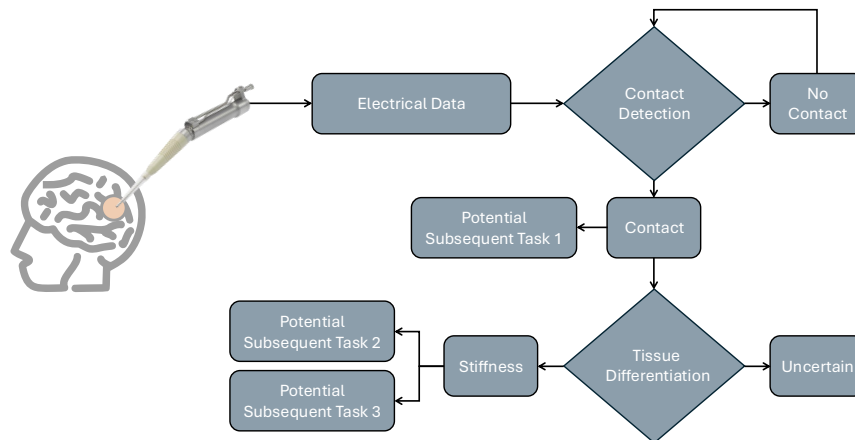 Electrical Data
Contact
Detection
No
Contact
Potential
Subsequent Task 1
Contact
Potential
Subsequent Task 2
Stiffness
Tissue
Differentiation
Uncertain
Potential
Subsequent Task 3